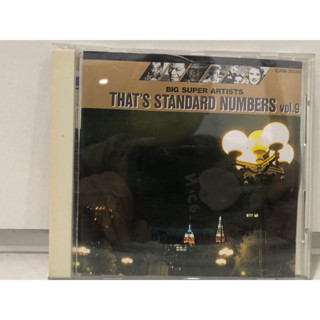 BIG SUPER ARTISTS
THAT'S STANDARD NUMBERS vol.9